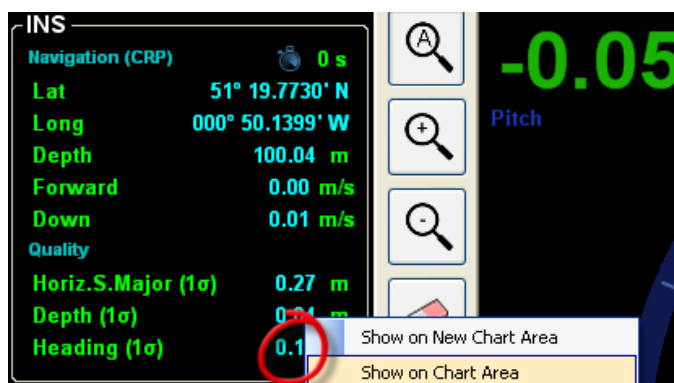 INS
Navigation (CRP) 0 s
Lat 51° 19.7730' N
Long 000° 50.1399' W
Depth 100.04 m
Forward 0.00 m/s
Down 0.01 m/s
Quality
Horiz.S.Major (1σ) 0.27 m
Depth (1σ) m
Heading (1σ) 0.1
A
+
-
-0.05
Pitch
Show on New Chart Area
Show on Chart Area